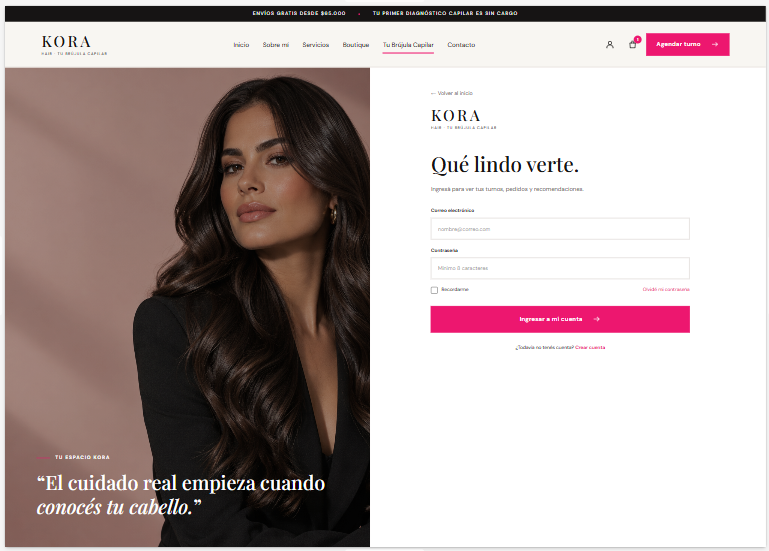 ENVÍOS GRATIS DESDE $65.000 • TU PRIMER DIAGNÓSTICO CAPILAR ES SIN CARGO
KORA
HAIR · TU BRÚJULA CAPILAR
Inicio Sobre mí Servicios Boutique Tu Brújula Capilar Contacto
Agendar turno →
← Volver al inicio
KORA
HAIR · TU BRÚJULA CAPILAR
Qué lindo verte.
Ingresá para ver tus turnos, pedidos y recomendaciones.
Correo electrónico
nombre@correo.com
Contraseña
Mínimo 8 caracteres
Recordarme
Olvidé mi contraseña
Ingresar a mi cuenta →
¿Todavía no tenés cuenta? Crear cuenta
TU ESPACIO KORA
“El cuidado real empieza cuando
conocés tu cabello.”